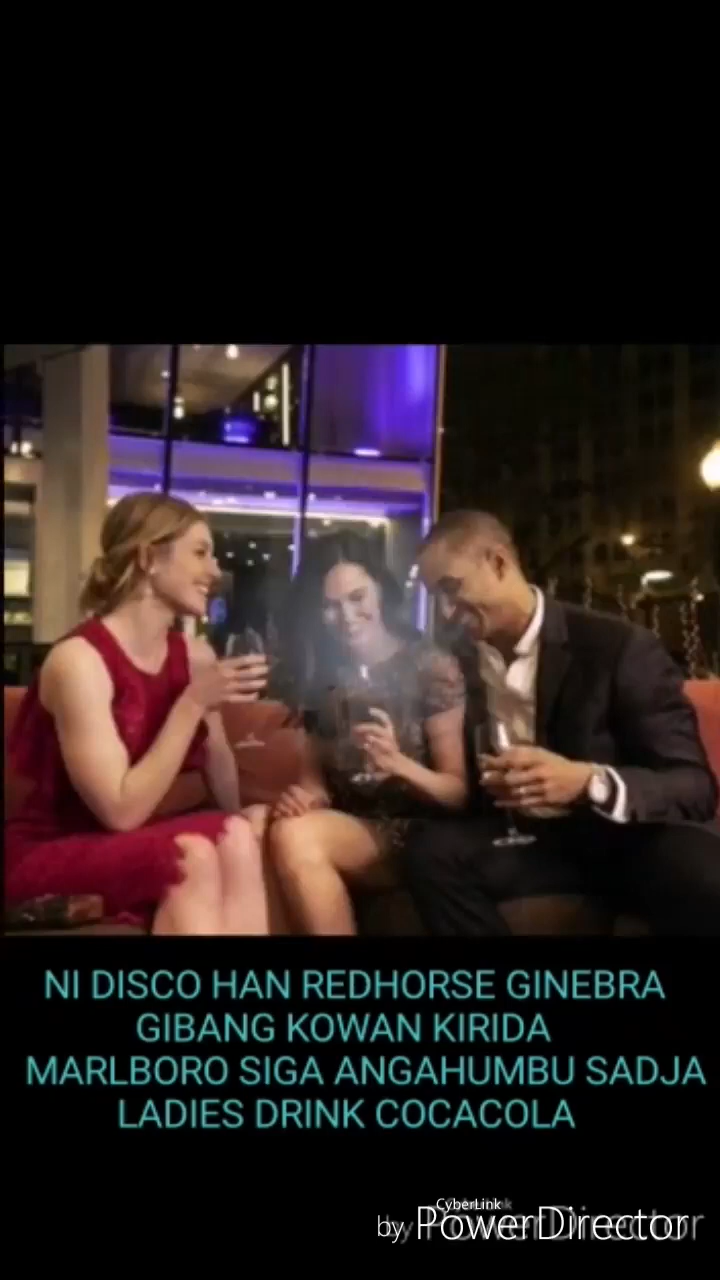 NI DISCO HAN REDHORSE GINEBRA
GIBANG KOWAN KIRIDA
MARLBORO SIGA ANGAHUMBU SADJA
LADIES DRINK COCACOLA
CyberLink
by PowerDirector